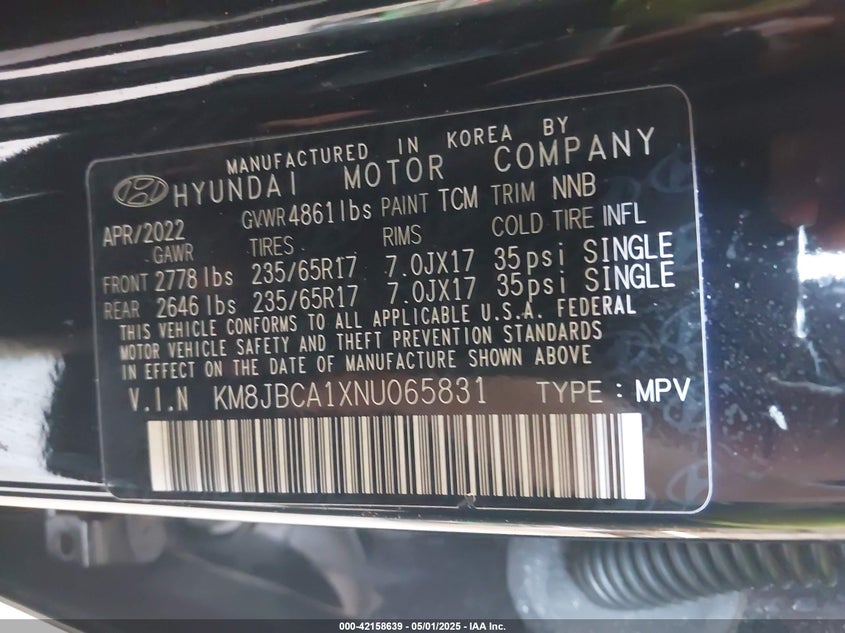 MANUFACTURED IN KOREA BY
HYUNDAI MOTOR COMPANY
APR/2022 GVWR 4861 lbs PAINT TCM TRIM NNB
GAWR TIRES RIMS COLD TIRE INFL
FRONT 2778 lbs 235/65R17 7.0JX17 35psi SINGLE
REAR 2646 lbs 235/65R17 7.0JX17 35psi SINGLE
THIS VEHICLE CONFORMS TO ALL APPLICABLE U.S.A. FEDERAL
MOTOR VEHICLE SAFETY AND THEFT PREVENTION STANDARDS
IN EFFECT ON THE DATE OF MANUFACTURE SHOWN ABOVE
V.I.N KM8JBCA1XNU065831 TYPE : MPV
000-42158639 - 05/01/2025 - IAA Inc.